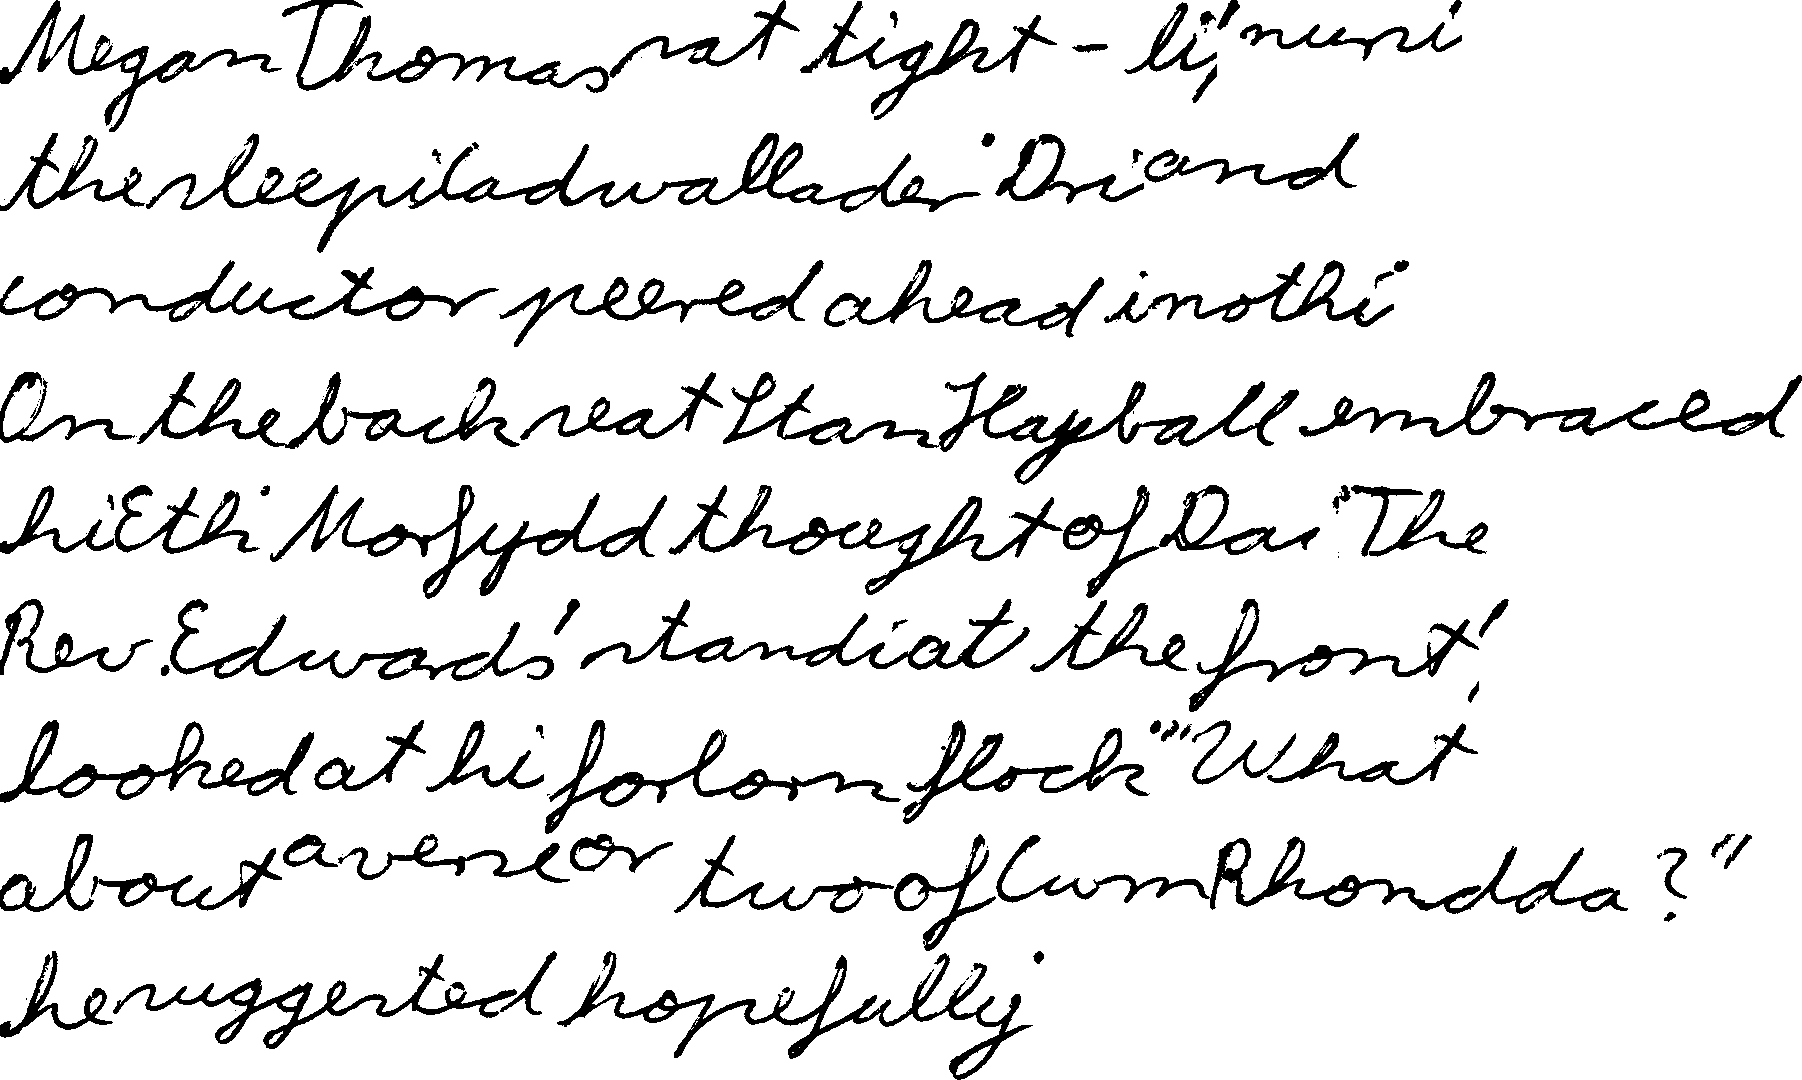 Megan Thomas sat tight - li, nursi
the sleepi Cadwallader. Dri and
conductor peered ahead inothi
On the back seat Stan Hayball embraced
hi Ethi. Morfydd thought of Dai. The
Rev. Edwards' standi at the front,
looked at hi forlorn flock. "What
about a verse or two of Cwm Rhondda?"
he suggested hopefully.